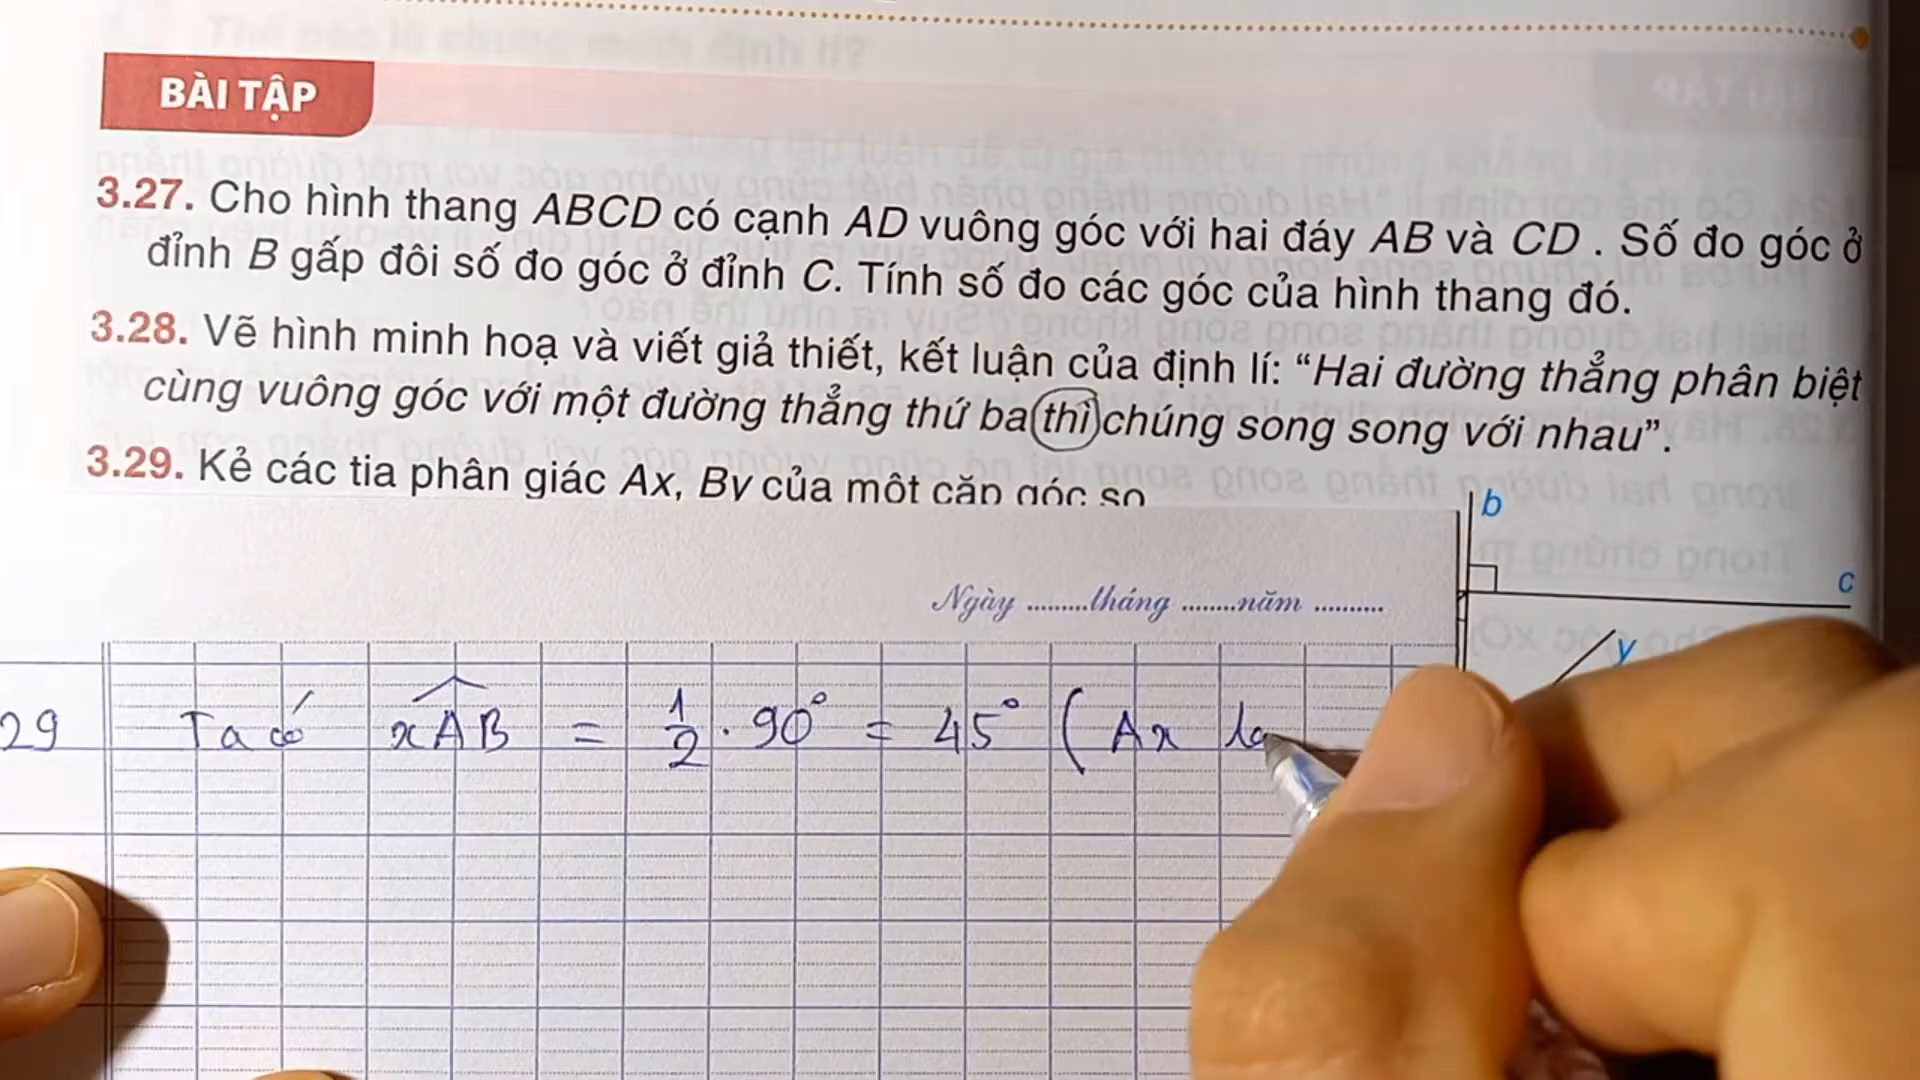 BÀI TẬP
3.27. Cho hình thang ABCD có cạnh AD vuông góc với hai đáy AB và CD . Số đo góc ở
đỉnh B gấp đôi số đo góc ở đỉnh C. Tính số đo các góc của hình thang đó.
3.28. Vẽ hình minh hoạ và viết giả thiết, kết luận của định lí: “Hai đường thẳng phân biệt
cùng vuông góc với một đường thẳng thứ ba thì chúng song song với nhau”.
3.29. Kẻ các tia phân giác Ax, By của một cặp góc so
b
c
y
Ngày .........tháng ........năm ..........
29 Ta có xAB = 1/2 . 90° = 45° ( Ax là